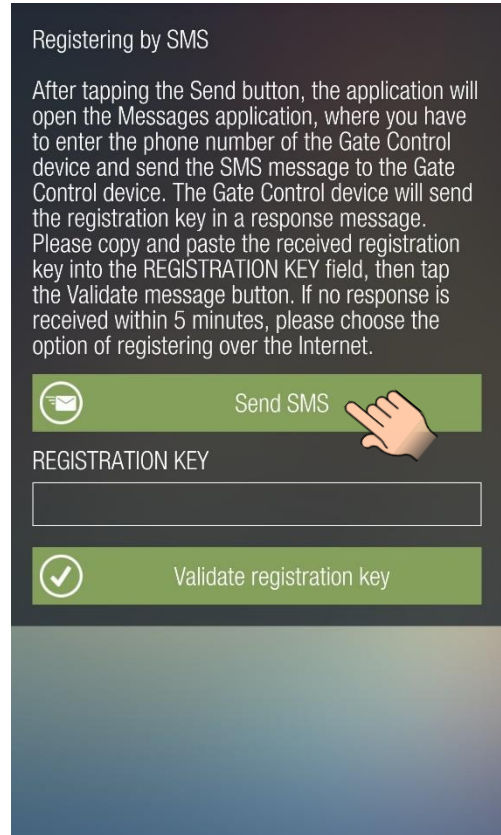 Registering by SMS
After tapping the Send button, the application will
open the Messages application, where you have
to enter the phone number of the Gate Control
device and send the SMS message to the Gate
Control device. The Gate Control device will send
the registration key in a response message.
Please copy and paste the received registration
key into the REGISTRATION KEY field, then tap
the Validate message button. If no response is
received within 5 minutes, please choose the
option of registering over the Internet.
Send SMS
REGISTRATION KEY
Validate registration key